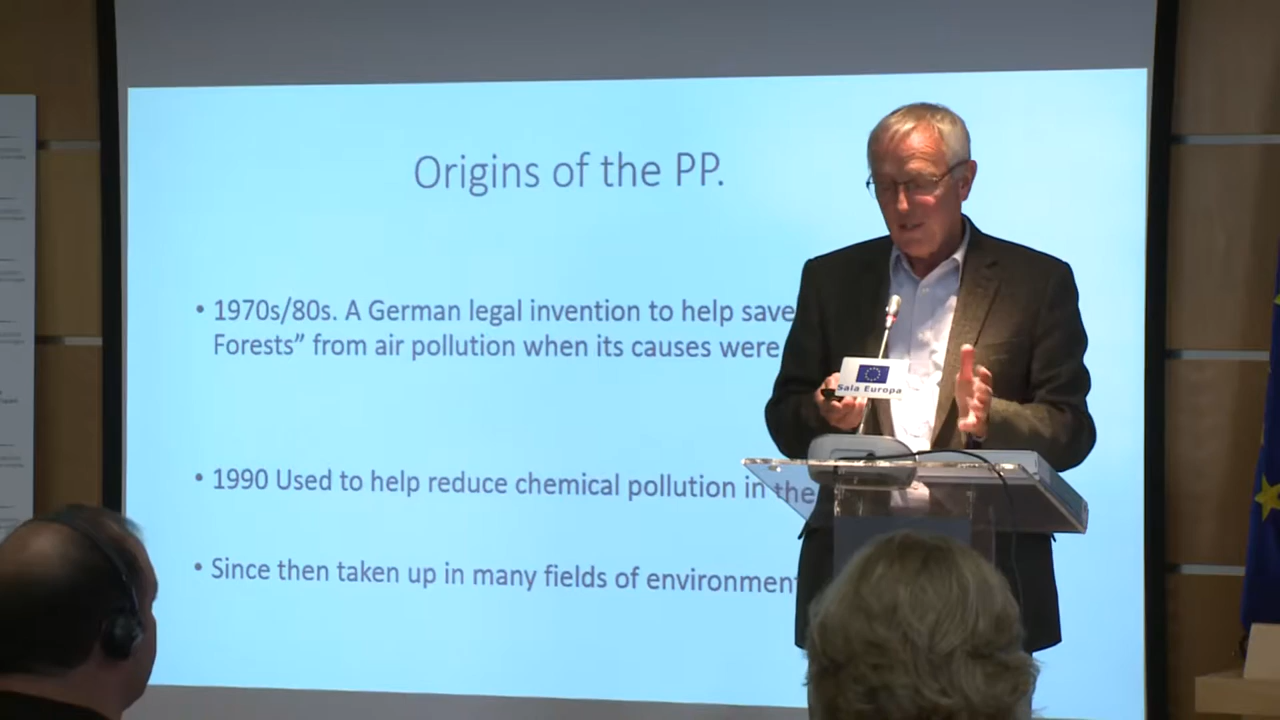 Origins of the PP.
• 1970s/80s. A German legal invention to help save
Forests” from air pollution when its causes were
• 1990 Used to help reduce chemical pollution in the
• Since then taken up in many fields of environment
Sala Europa